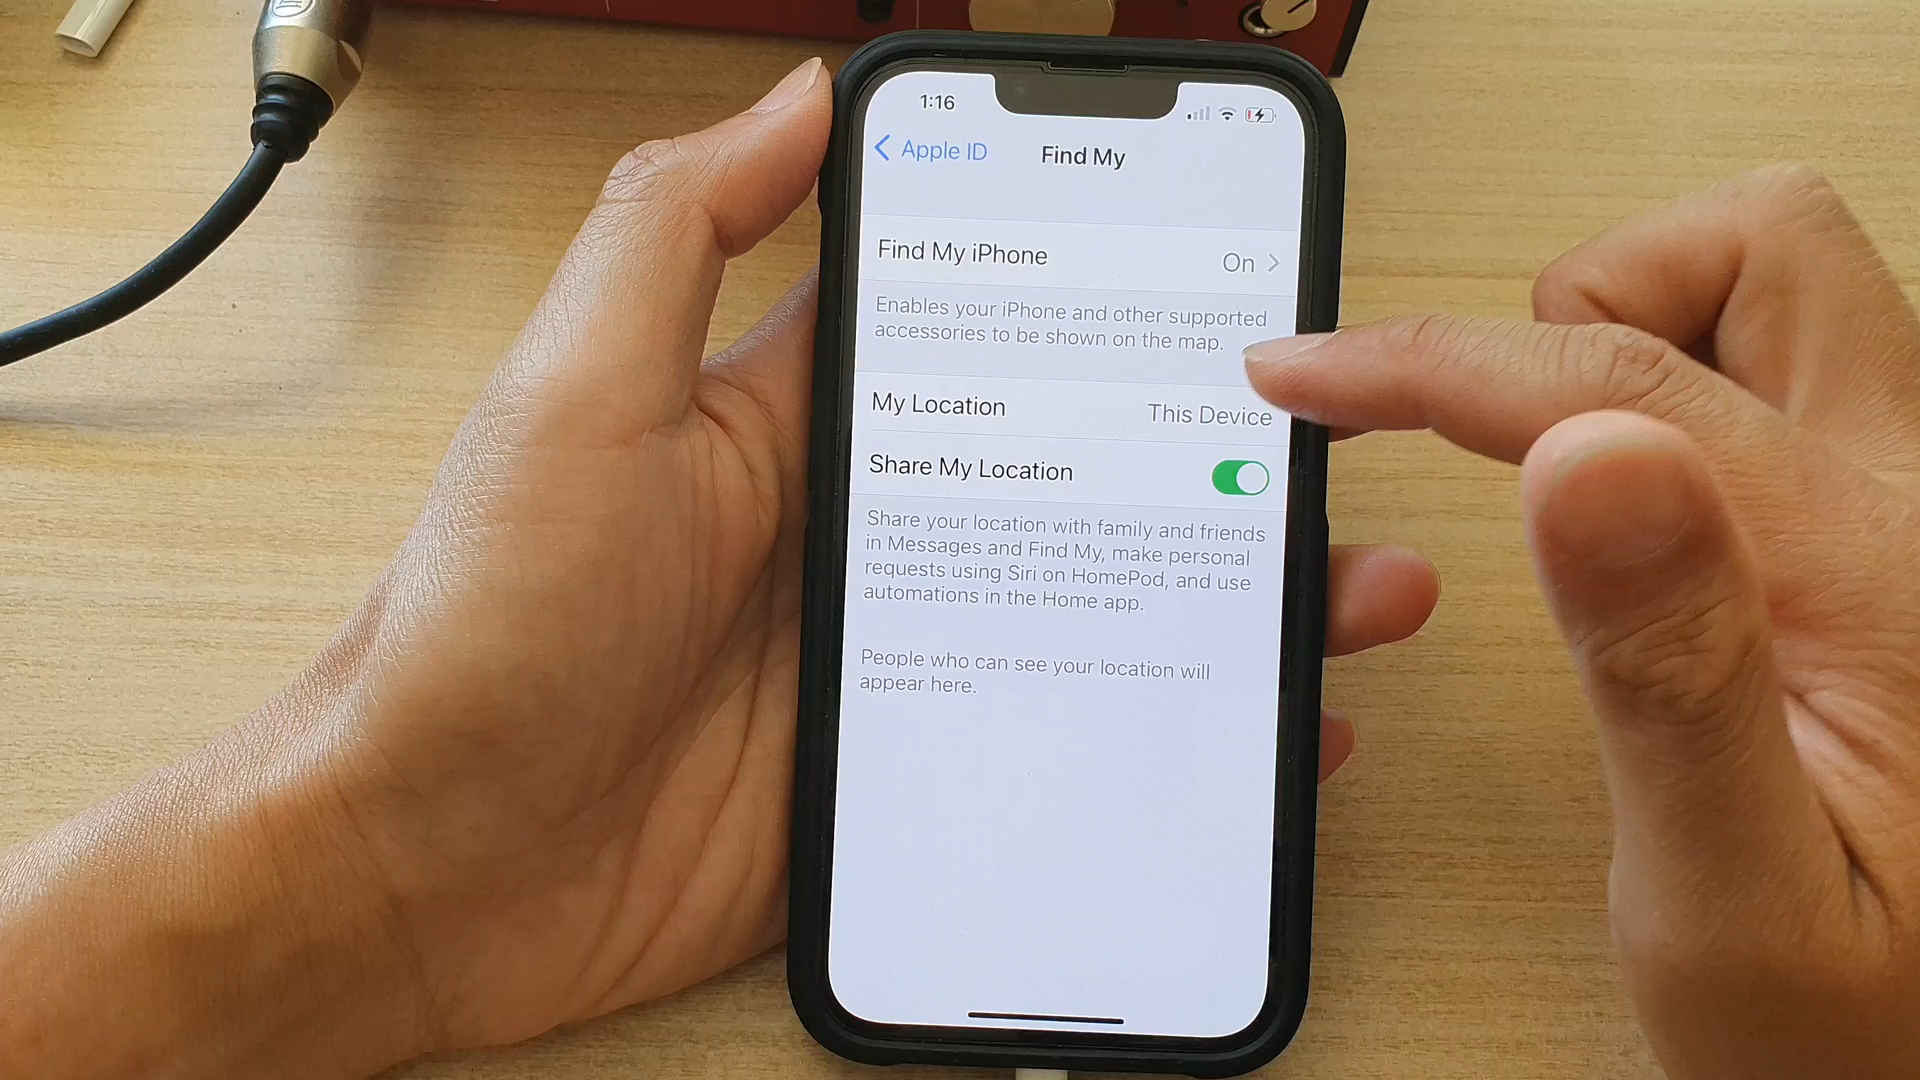 1:16
Apple ID
Find My
Find My iPhone On
Enables your iPhone and other supported
accessories to be shown on the map.
My Location This Device
Share My Location
Share your location with family and friends
in Messages and Find My, make personal
requests using Siri on HomePod, and use
automations in the Home app.
People who can see your location will
appear here.